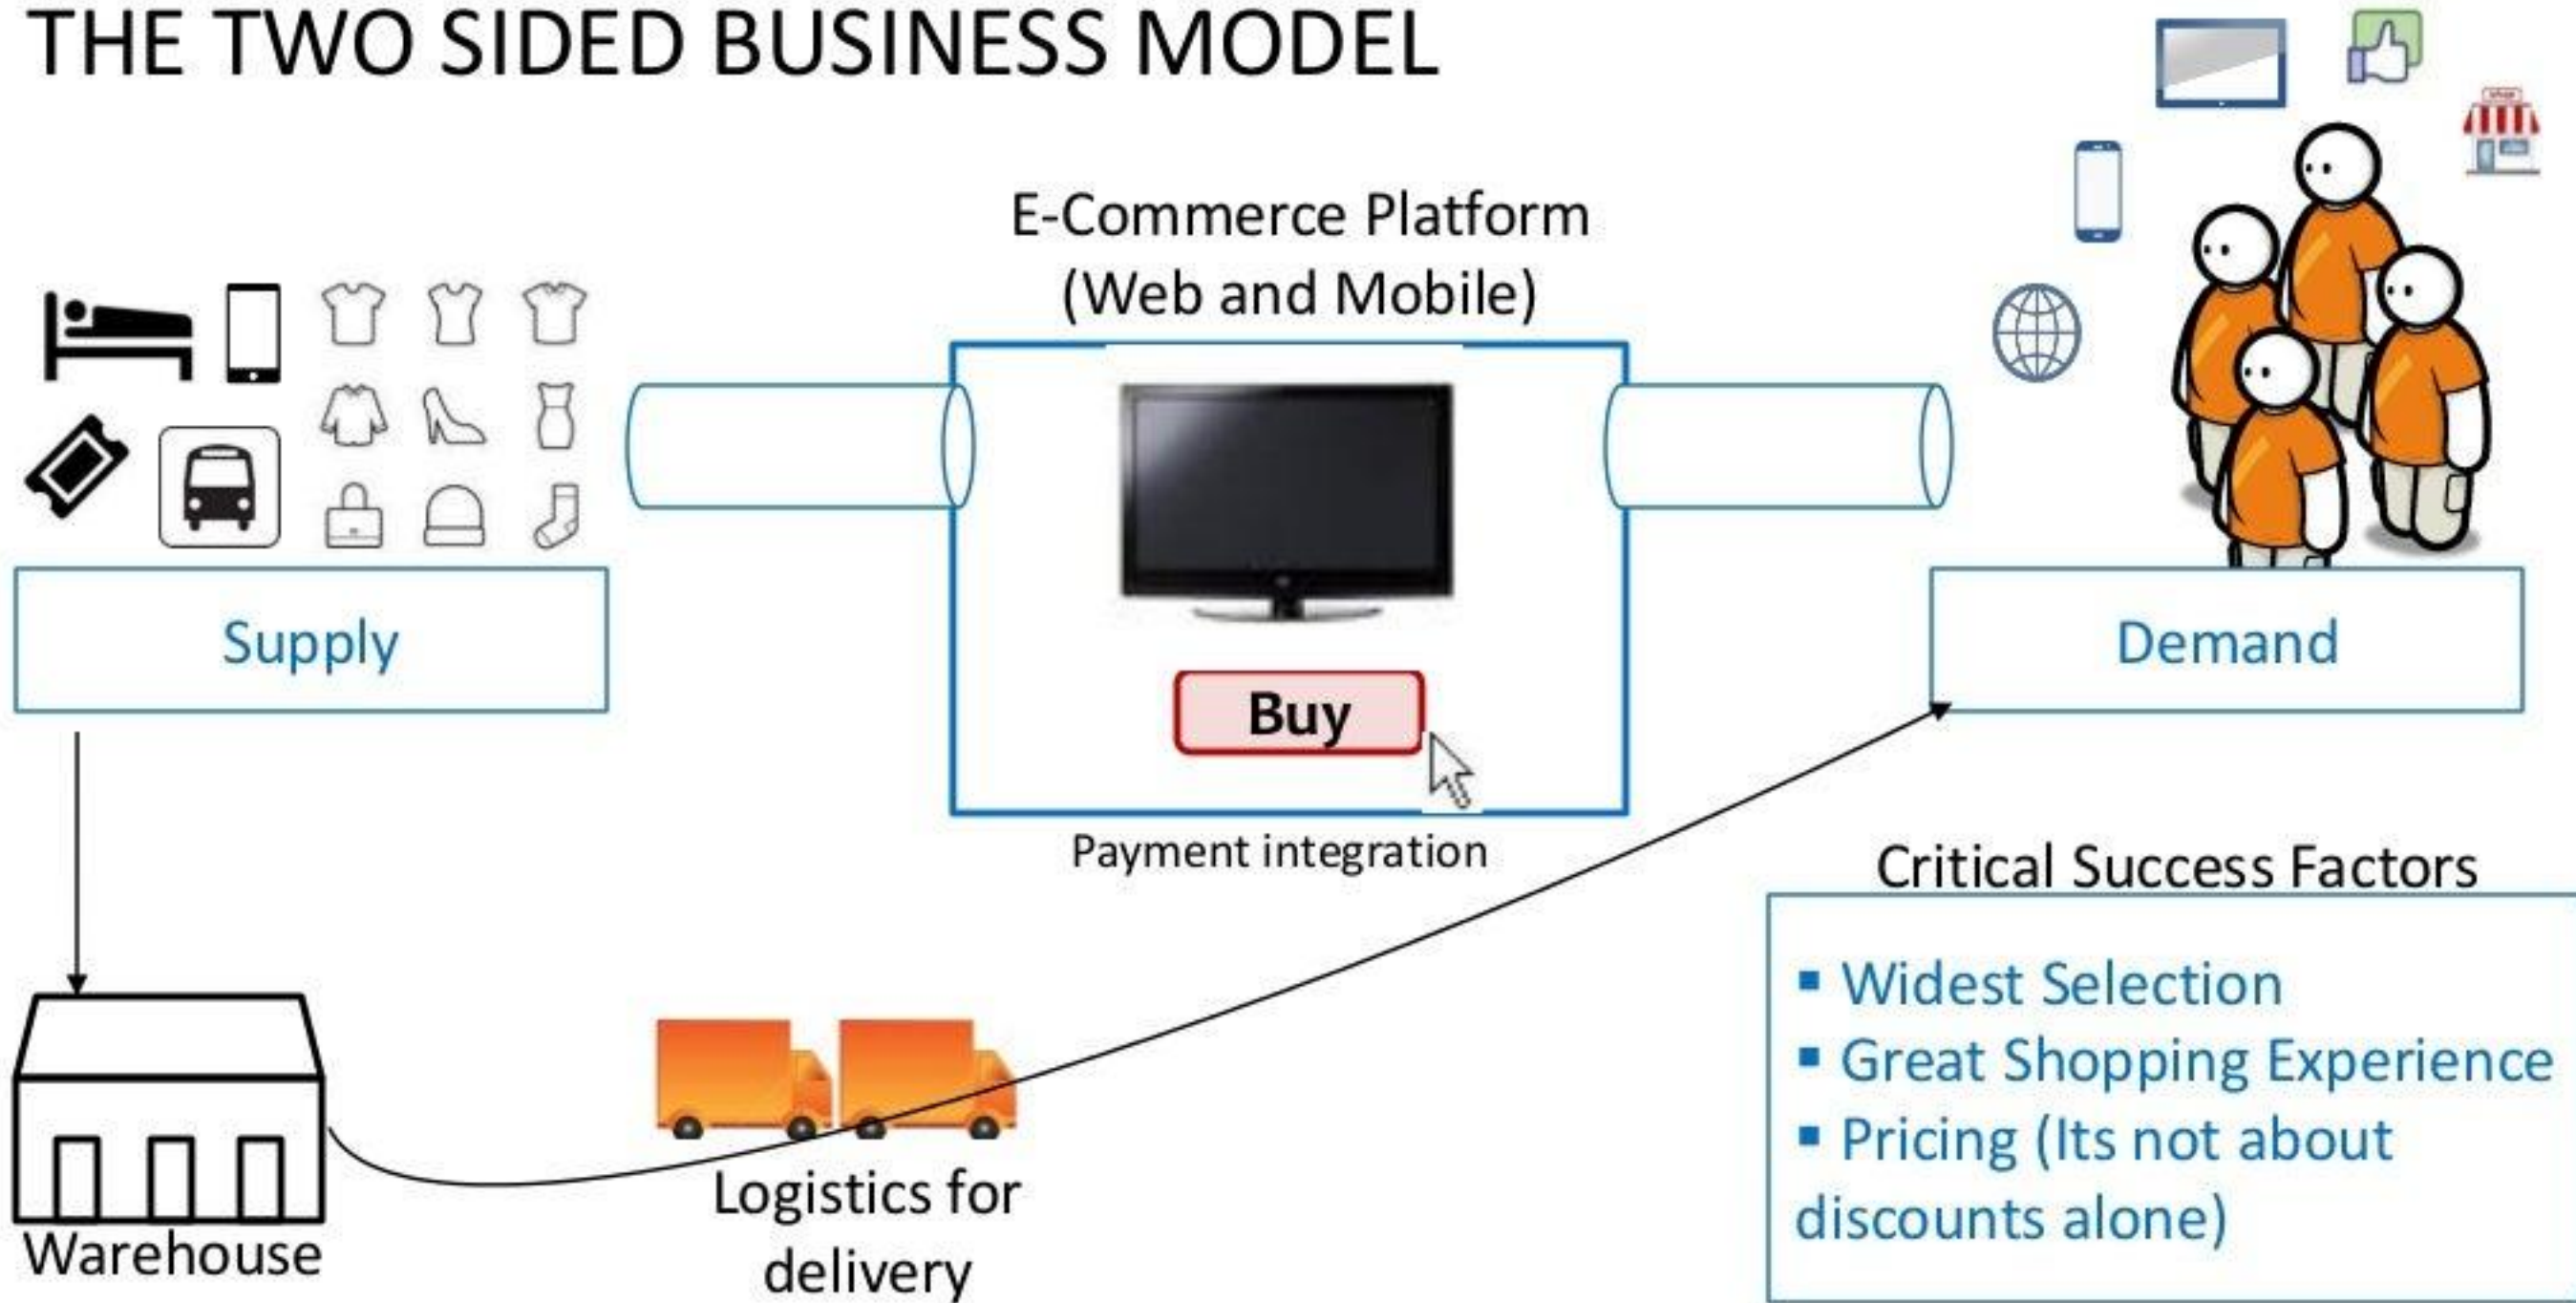 THE TWO SIDED BUSINESS MODEL
shop
E-Commerce Platform
(Web and Mobile)
Supply
Buy
Demand
Payment integration
Critical Success Factors
▪ Widest Selection
▪ Great Shopping Experience
▪ Pricing (Its not about
discounts alone)
Logistics for
delivery
Warehouse